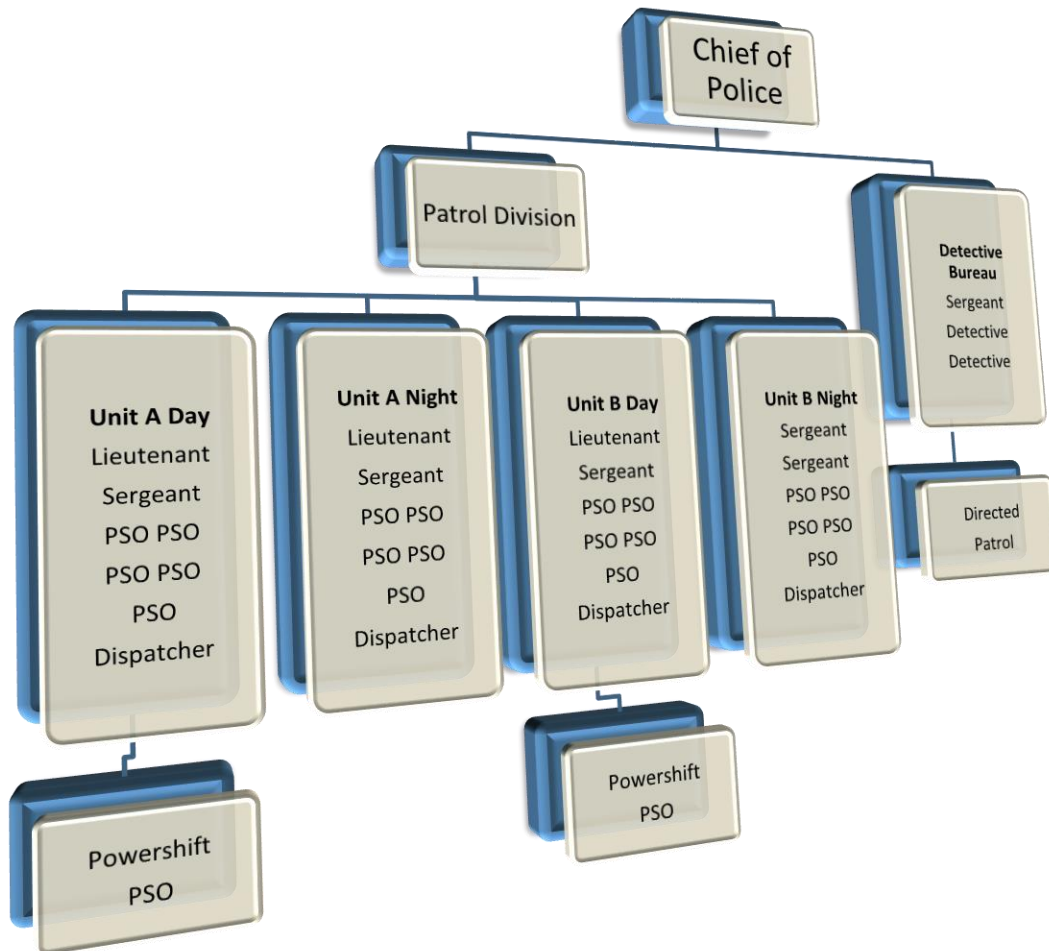 Chief of
Police
Patrol Division
Detective
Bureau
Sergeant
Detective
Detective
Unit A Day
Lieutenant
Sergeant
PSO PSO
PSO PSO
PSO
Dispatcher
Unit A Night
Lieutenant
Sergeant
PSO PSO
PSO PSO
PSO
Dispatcher
Unit B Day
Lieutenant
Sergeant
PSO PSO
PSO PSO
PSO
Dispatcher
Unit B Night
Sergeant
Sergeant
PSO PSO
PSO PSO
PSO
Dispatcher
Directed
Patrol
Powershift
PSO
Powershift
PSO